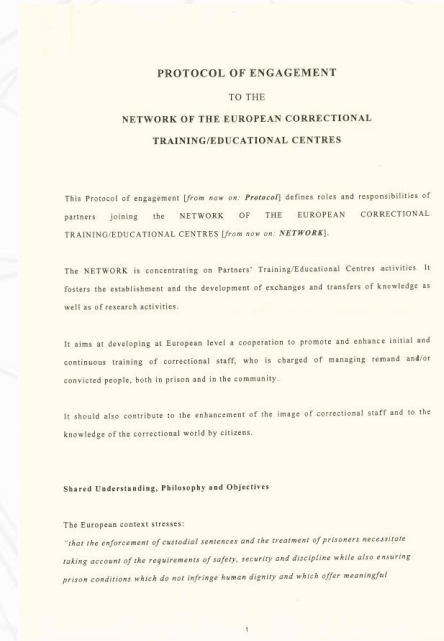 PROTOCOL OF ENGAGEMENT
TO THE
NETWORK OF THE EUROPEAN CORRECTIONAL
TRAINING/EDUCATIONAL CENTRES
This Protocol of engagement [from now on: Protocol] defines roles and responsibilities of
partners joining the NETWORK OF THE EUROPEAN CORRECTIONAL
TRAINING/EDUCATIONAL CENTRES [from now on: NETWORK].
The NETWORK is concentrating on Partners' Training/Educational Centres activities. It
fosters the establishment and the development of exchanges and transfers of knowledge as
well as of research activities.
It aims at developing at European level a cooperation to promote and enhance initial and
continuous training of correctional staff, who is charged of managing remand and/or
convicted people, both in prison and in the community.
It should also contribute to the enhancement of the image of correctional staff and to the
knowledge of the correctional world by citizens.
Shared Understanding, Philosophy and Objectives
The European context stresses:
"that the enforcement of custodial sentences and the treatment of prisoners necessitate
taking account of the requirements of safety, security and discipline while also ensuring
prison conditions which do not infringe human dignity and which offer meaningful
1